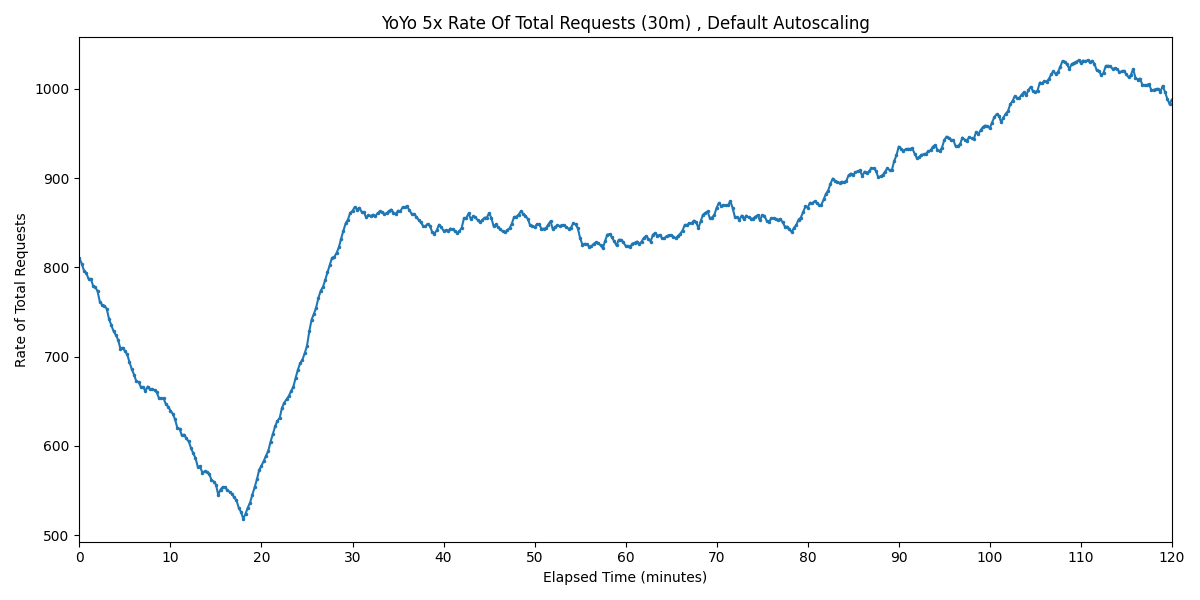 YoYo 5x Rate Of Total Requests (30m) , Default Autoscaling
Rate of Total Requests
1000
900
800
700
600
500
0 10 20 30 40 50 60 70 80 90 100 110 120
Elapsed Time (minutes)